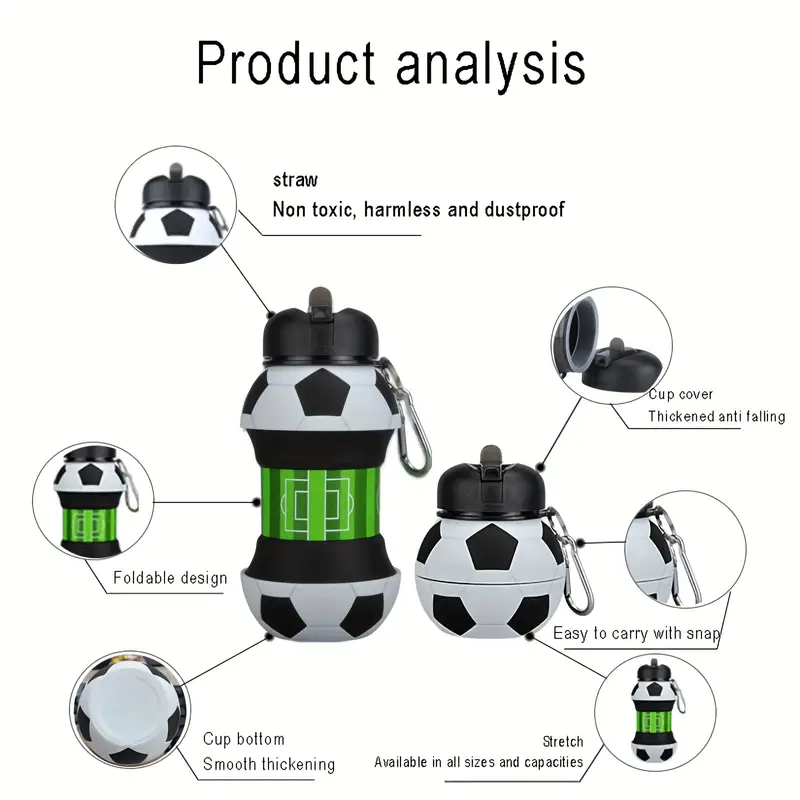 Product analysis
straw
Non toxic, harmless and dustproof
Cup cover
Thickened anti falling
Foldable design
Easy to carry with snap
Cup bottom
Smooth thickening
Stretch
Available in all sizes and capacities